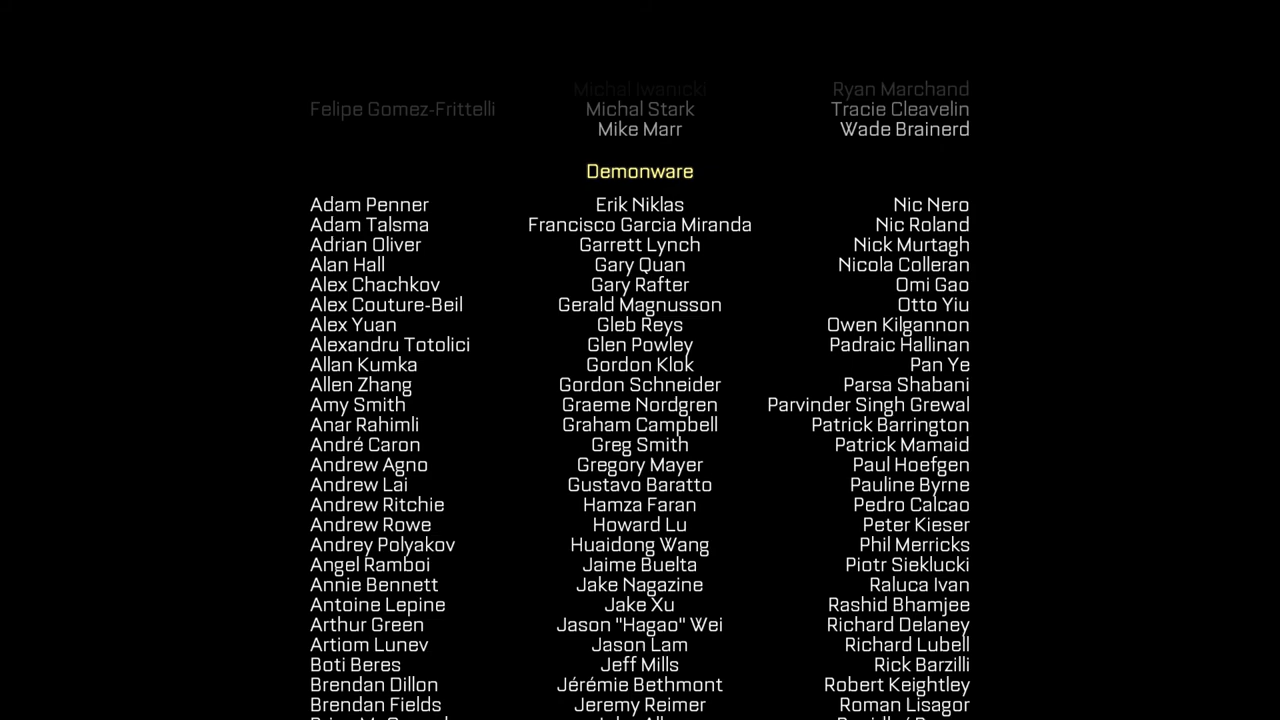 Michal Iwanicki Ryan Marchand
Felipe Gomez-Frittelli Michal Stark Tracie Cleavelin
Mike Marr Wade Brainerd
Demonware
Adam Penner Erik Niklas Nic Nero
Adam Talsma Francisco Garcia Miranda Nic Roland
Adrian Oliver Garrett Lynch Nick Murtagh
Alan Hall Gary Quan Nicola Colleran
Alex Chachkov Gary Rafter Omi Gao
Alex Couture-Beil Gerald Magnusson Otto Yiu
Alex Yuan Gleb Reys Owen Kilgannon
Alexandru Totolici Glen Powley Padraic Hallinan
Allan Kumka Gordon Klok Pan Ye
Allen Zhang Gordon Schneider Parsa Shabani
Amy Smith Graeme Nordgren Parvinder Singh Grewal
Anar Rahimli Graham Campbell Patrick Barrington
André Caron Greg Smith Patrick Mamaid
Andrew Agno Gregory Mayer Paul Hoefgen
Andrew Lai Gustavo Baratto Pauline Byrne
Andrew Ritchie Hamza Faran Pedro Calcao
Andrew Rowe Howard Lu Peter Kieser
Andrey Polyakov Huaidong Wang Phil Merricks
Angel Ramboi Jaime Buelta Piotr Sieklucki
Annie Bennett Jake Nagazine Raluca Ivan
Antoine Lepine Jake Xu Rashid Bhamjee
Arthur Green Jason "Hagao" Wei Richard Delaney
Artiom Lunev Jason Lam Richard Lubell
Boti Beres Jeff Mills Rick Barzilli
Brendan Dillon Jérémie Bethmont Robert Keightley
Brendan Fields Jeremy Reimer Roman Lisagor